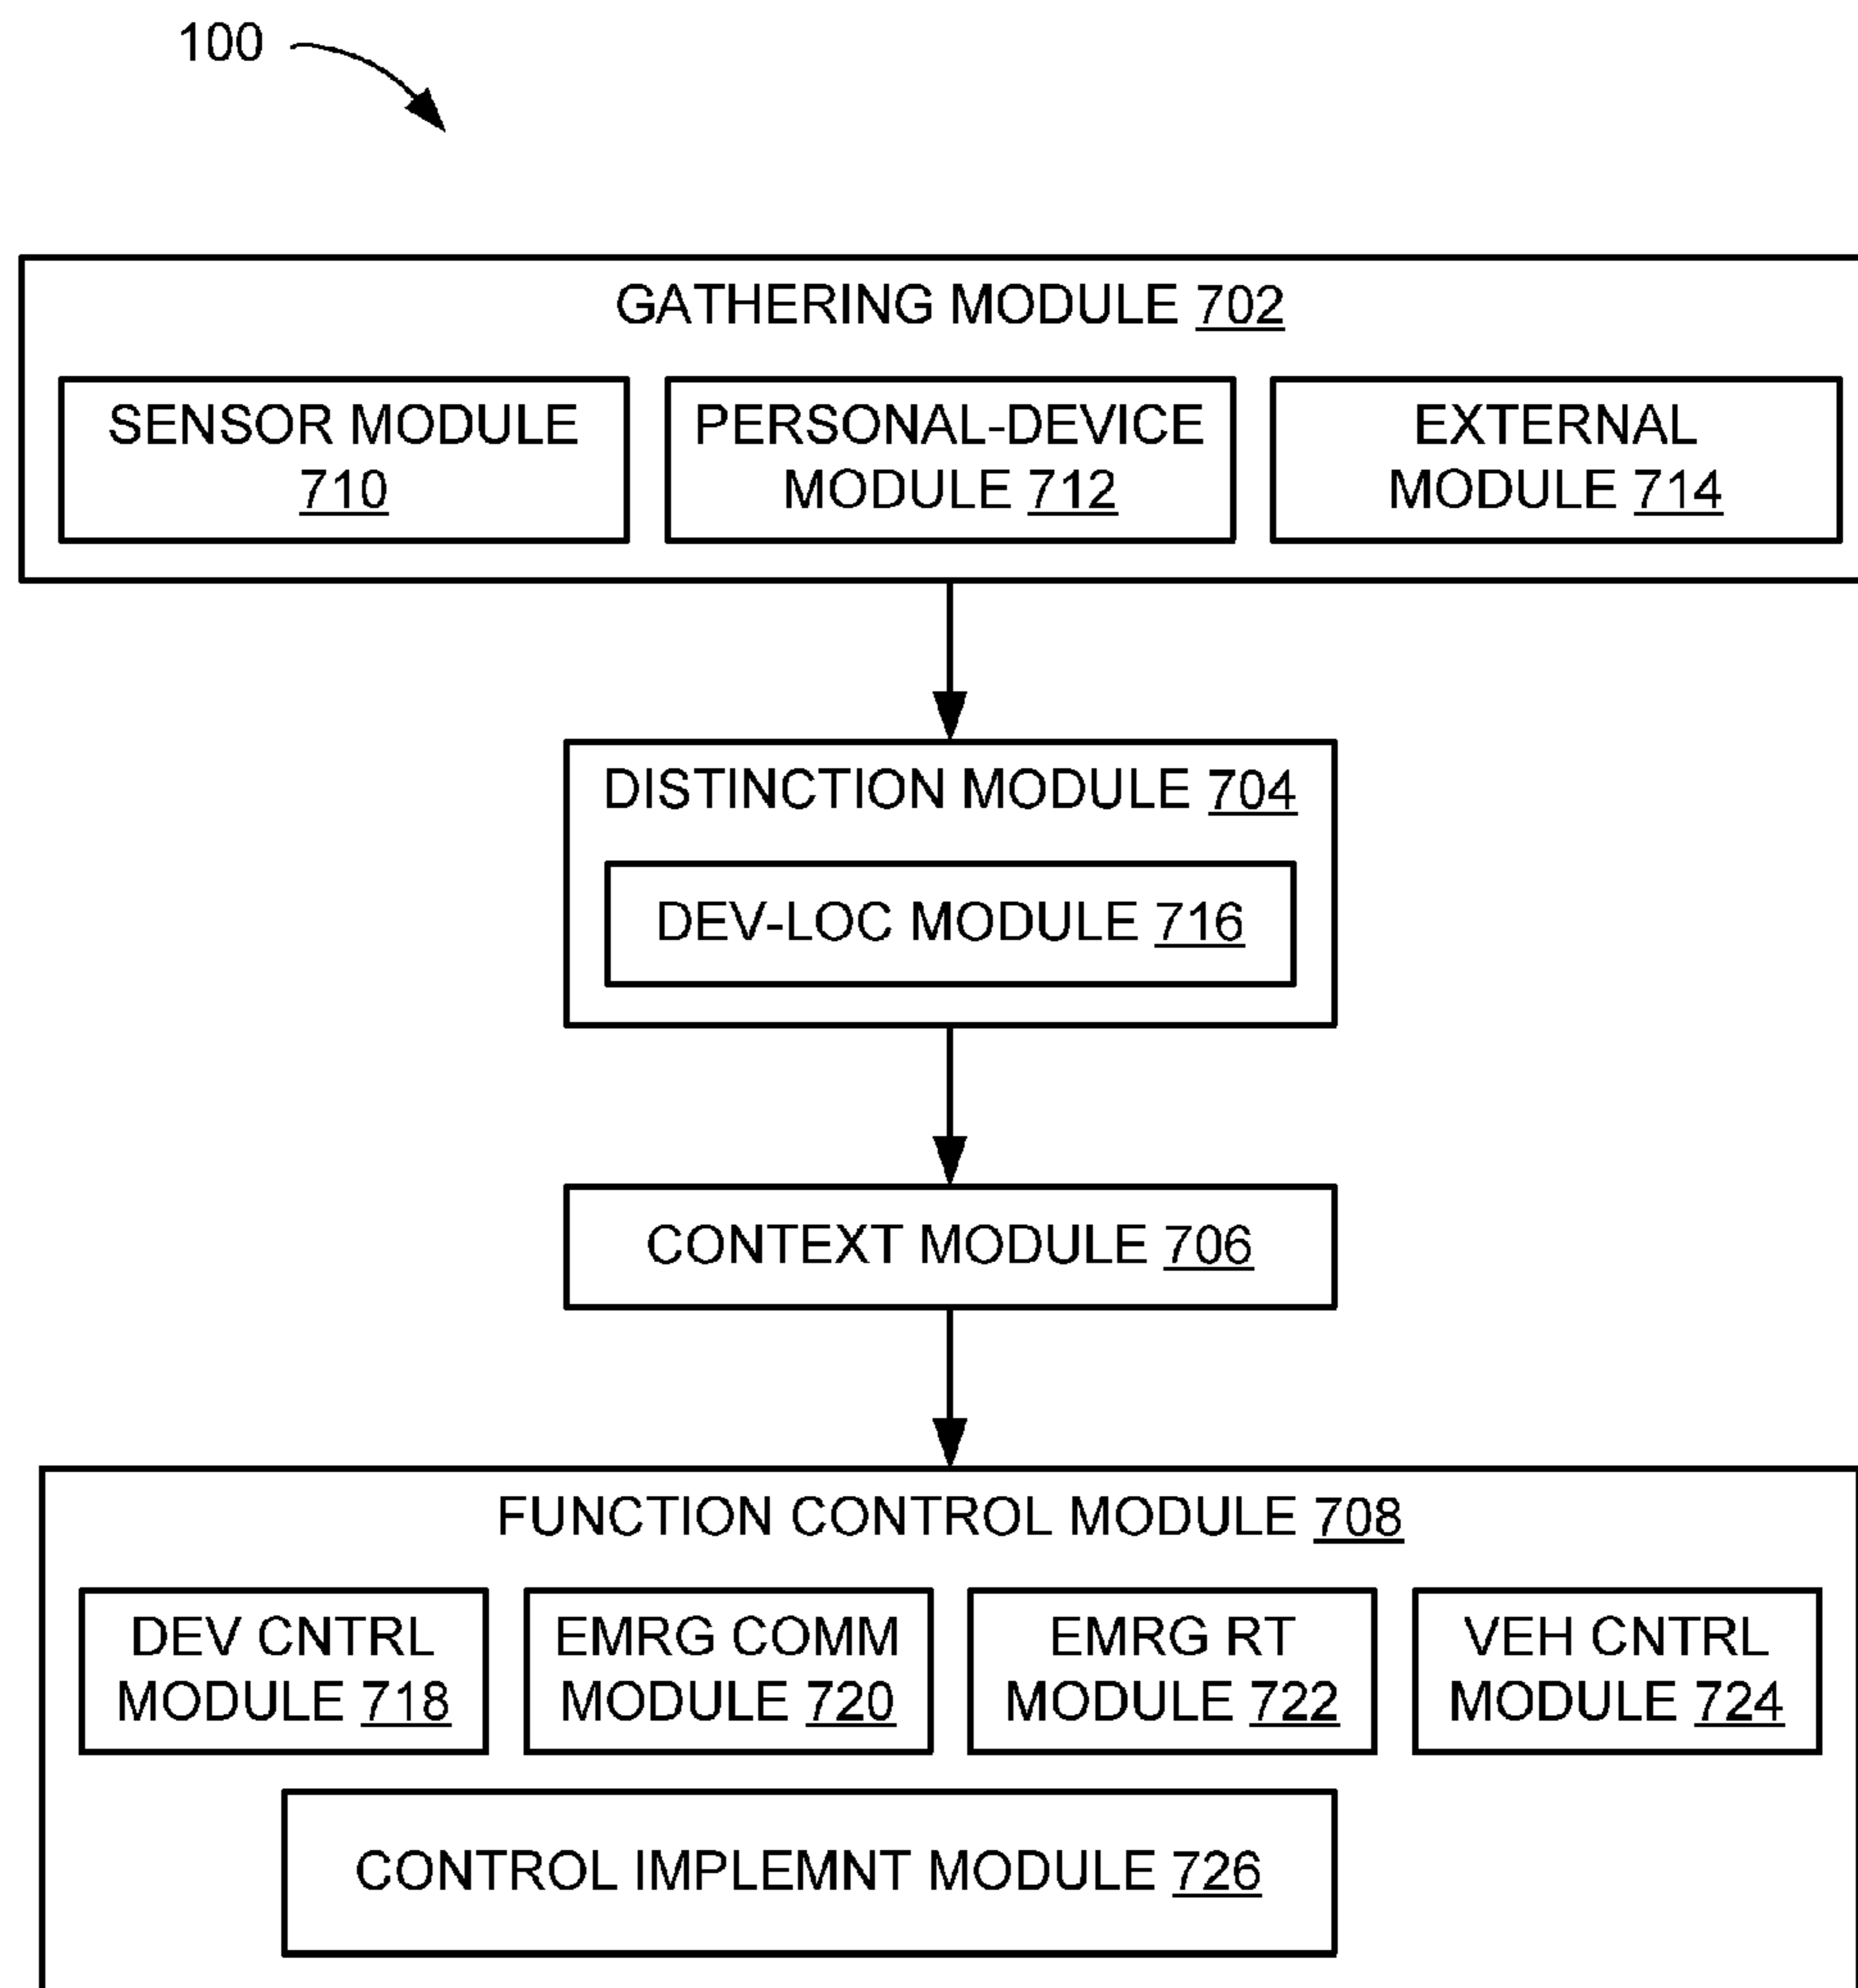 100
GATHERING MODULE 702
SENSOR MODULE
710
PERSONAL-DEVICE
MODULE 712
EXTERNAL
MODULE 714
DISTINCTION MODULE 704
DEV-LOC MODULE 716
CONTEXT MODULE 706
FUNCTION CONTROL MODULE 708
DEV CNTRL
MODULE 718
EMRG COMM
MODULE 720
EMRG RT
MODULE 722
VEH CNTRL
MODULE 724
CONTROL IMPLEMNT MODULE 726